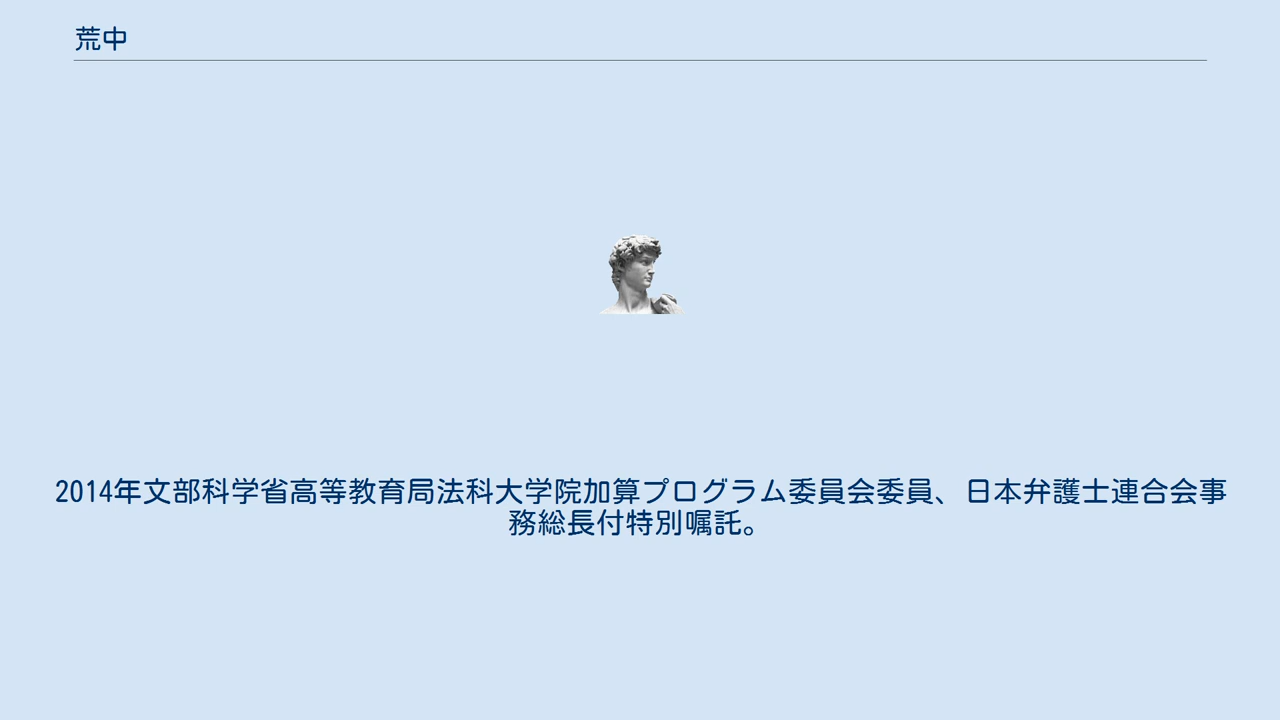 荒中
2014年文部科学省高等教育局法科大学院加算プログラム委員会委員、日本弁護士連合会事
務総長付特別嘱託。